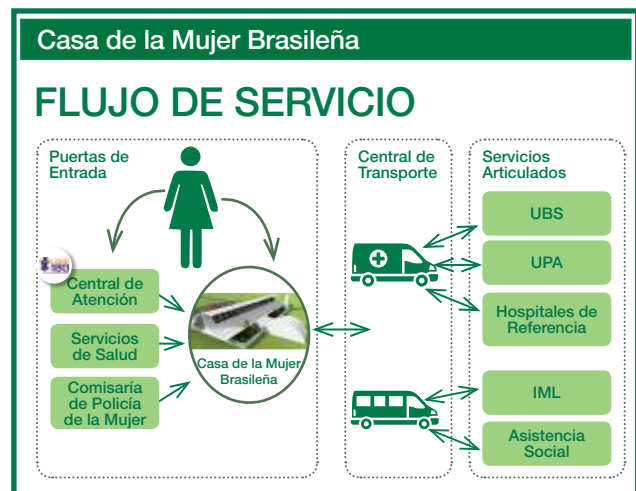 Casa de la Mujer Brasileña
FLUJO DE SERVICIO
Puertas de
Entrada
Central de
Atención
Servicios
de Salud
Comisaría
de Policía
de la Mujer
Casa de la Mujer
Brasileña
Central de
Transporte
Servicios
Articulados
UBS
UPA
Hospitales de
Referencia
IML
Asistencia
Social